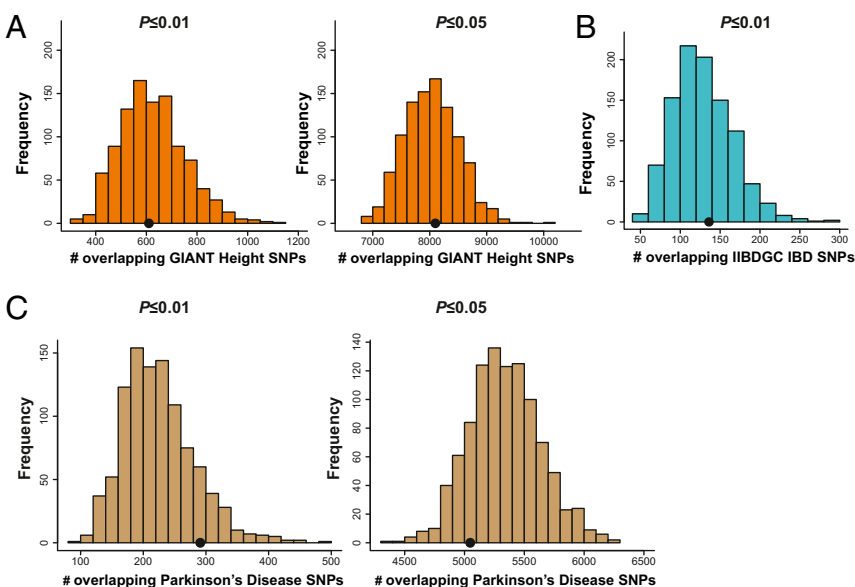 A
P≤0.01
P≤0.05
B
P≤0.01
Frequency
0 50 100 150 200
400 600 800 1000 1200
# overlapping GIANT Height SNPs
Frequency
0 50 100 150 200
7000 8000 9000 10000
# overlapping GIANT Height SNPs
Frequency
0 50 100 150 200
50 100 150 200 250 300
# overlapping IIBDGC IBD SNPs
C
P≤0.01
P≤0.05
Frequency
0 50 100 150
100 200 300 400 500
# overlapping Parkinson's Disease SNPs
Frequency
0 20 40 60 80 100 120 140
4500 5000 5500 6000 6500
# overlapping Parkinson's Disease SNPs